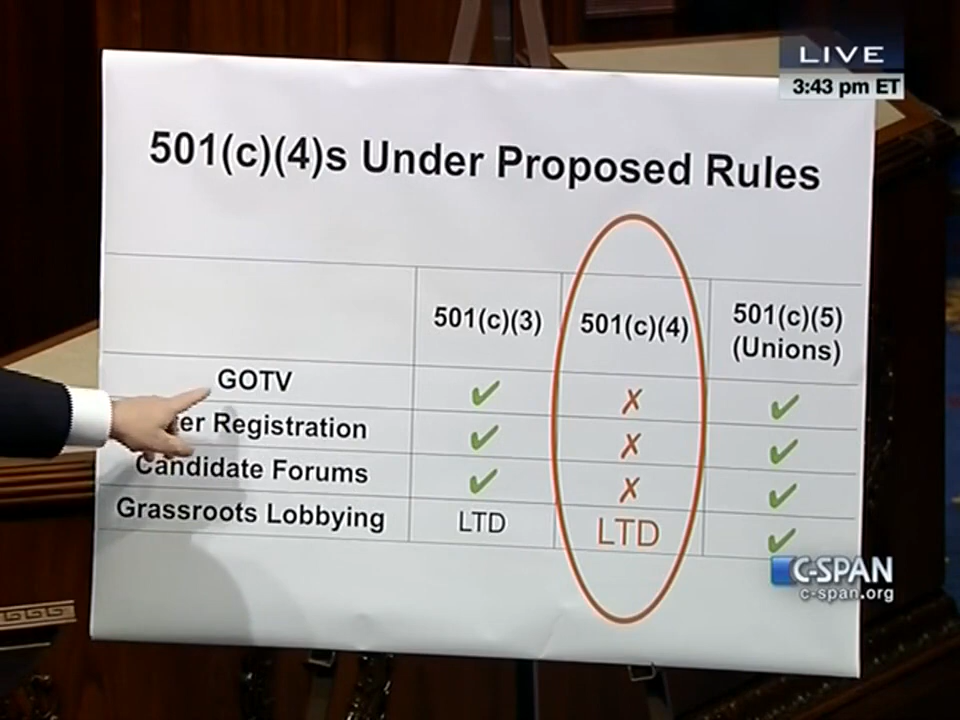 LIVE
3:43 pm ET
501(c)(4)s Under Proposed Rules
501(c)(3) 501(c)(4) 501(c)(5)
(Unions)
GOTV ✔ ✗ ✔
er Registration ✔ ✗ ✔
Candidate Forums ✔ ✗ ✔
Grassroots Lobbying LTD LTD ✔
C-SPAN
c-span.org